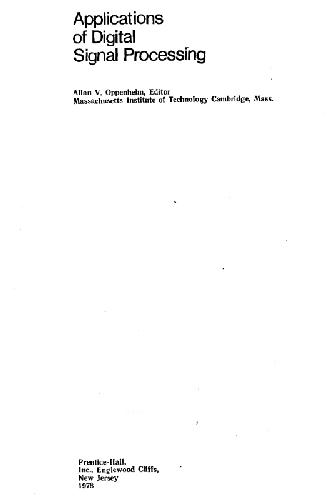 Applications
of Digital
Signal Processing
Allan V. Oppenheim, Editor
Massachusetts Institute of Technology Cambridge, Mass.
Prentice-Hall,
Inc., Englewood Cliffs,
New Jersey
1978